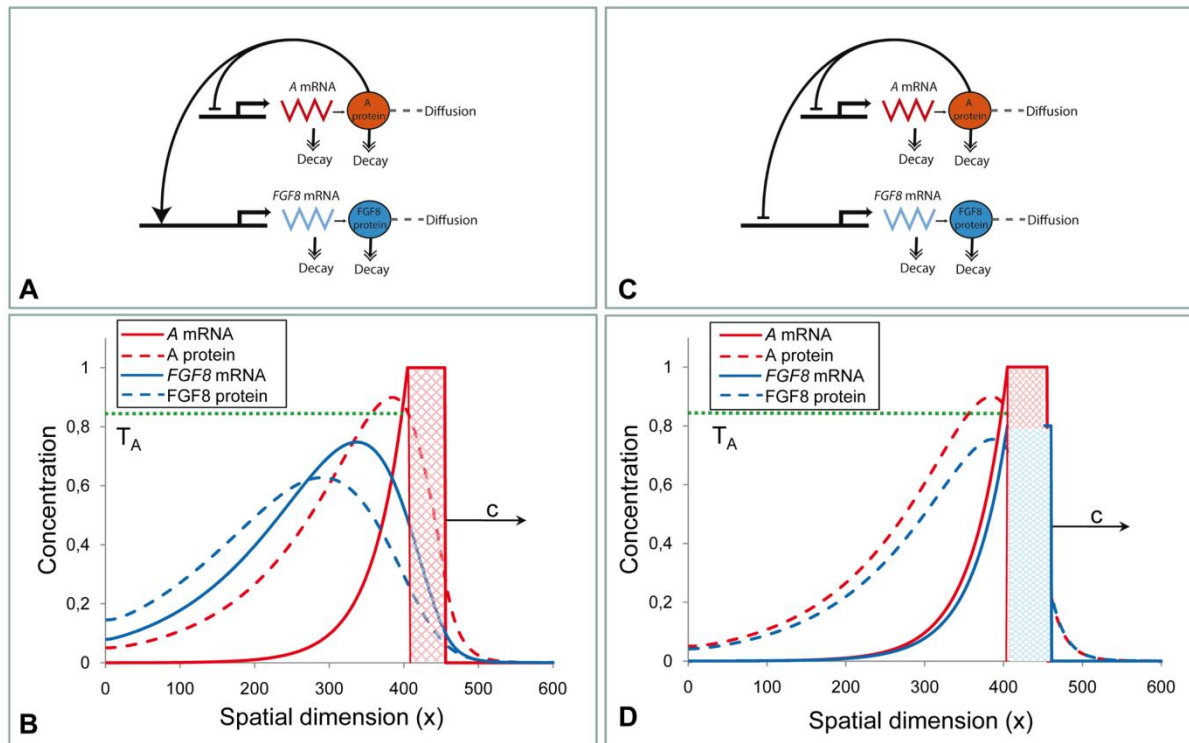 A mRNA
A
protein
Diffusion
Decay
Decay
FGF8 mRNA
FGF8
protein
Diffusion
Decay
Decay
A
A mRNA
A
protein
Diffusion
Decay
Decay
FGF8 mRNA
FGF8
protein
Diffusion
Decay
Decay
C
A mRNA
A protein
FGF8 mRNA
FGF8 protein
1
0,8
0,6
0,4
0,2
0
TA
c
Concentration
0 100 200 300 400 500 600
Spatial dimension (x)
B
A mRNA
A protein
FGF8 mRNA
FGF8 protein
1
0,8
0,6
0,4
0,2
0
TA
c
Concentration
0 100 200 300 400 500 600
Spatial dimension (x)
D